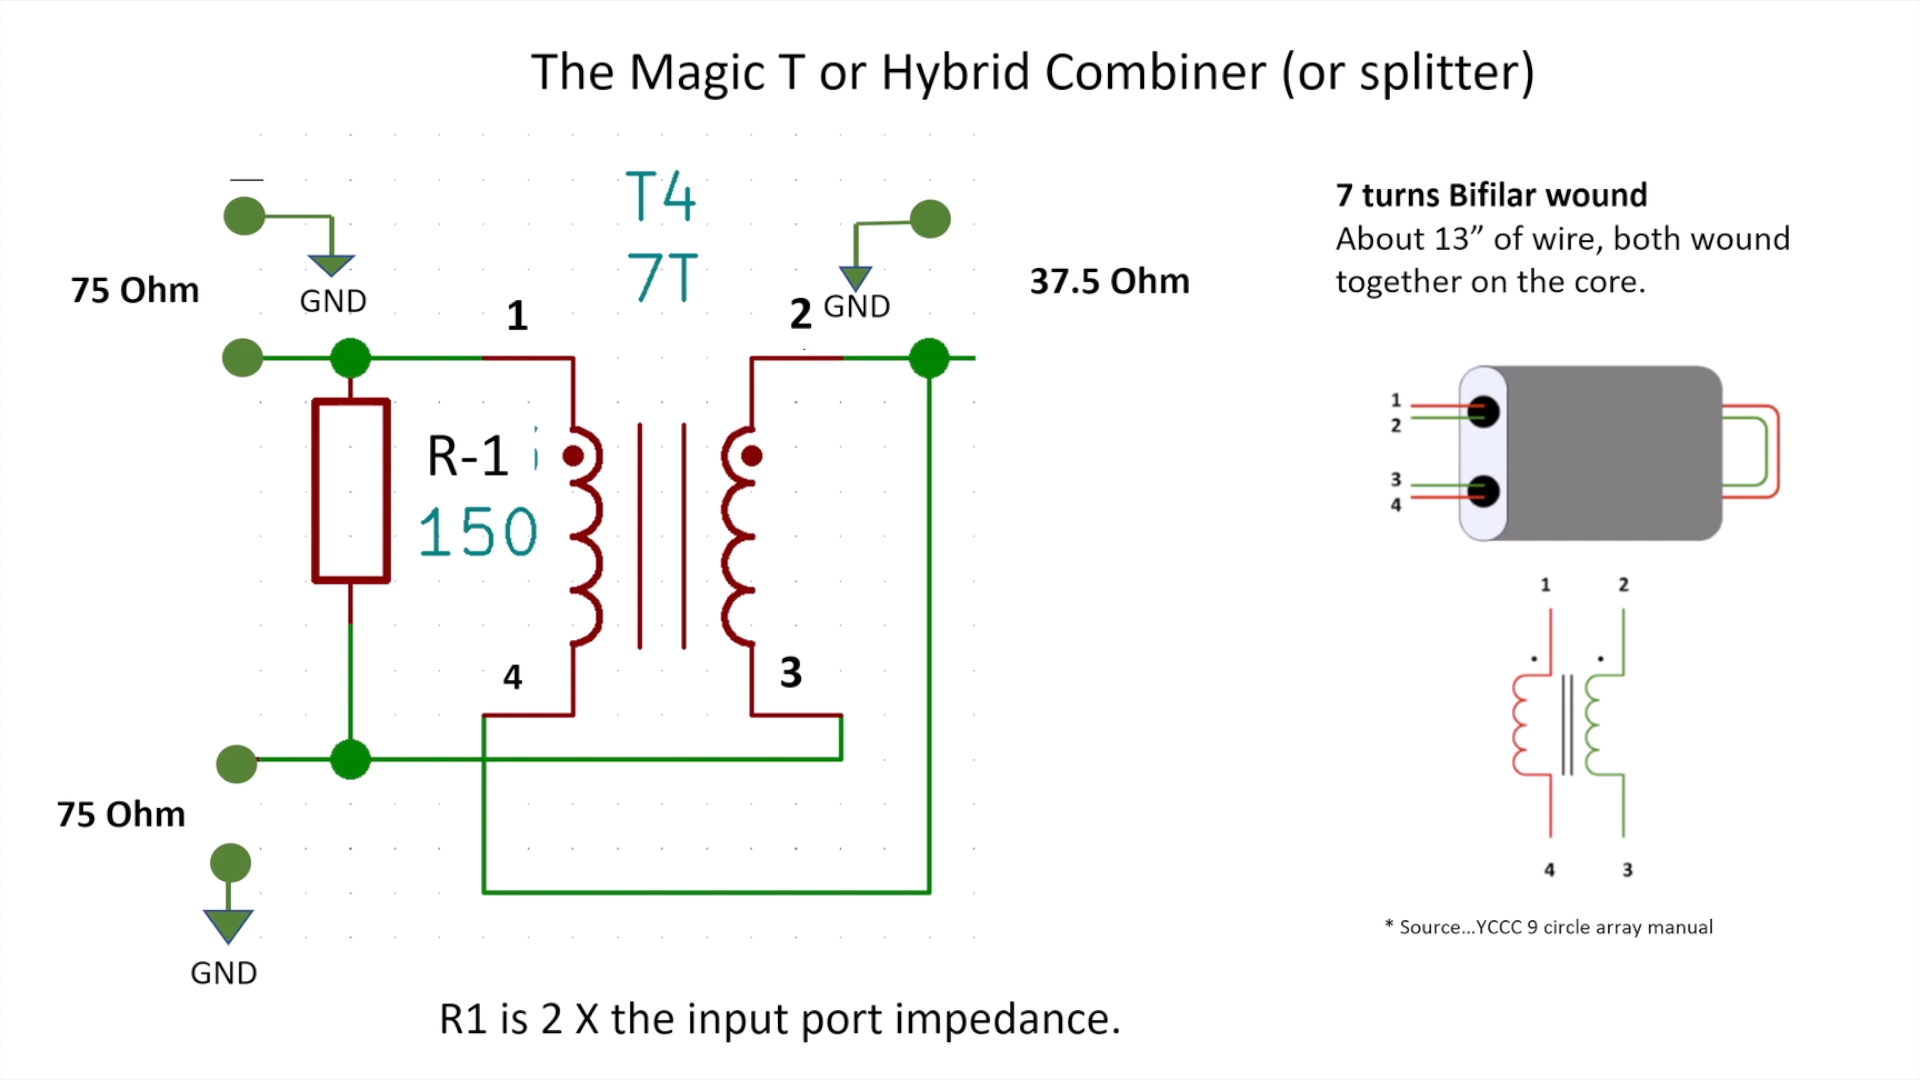 The Magic T or Hybrid Combiner (or splitter)
T4
7T
75 Ohm
GND
1
2
GND
37.5 Ohm
R-1
150
4
3
75 Ohm
GND
R1 is 2 X the input port impedance.
7 turns Bifilar wound
About 13” of wire, both wound
together on the core.
1
2
3
4
1
2
4
3
* Source...YCCC 9 circle array manual